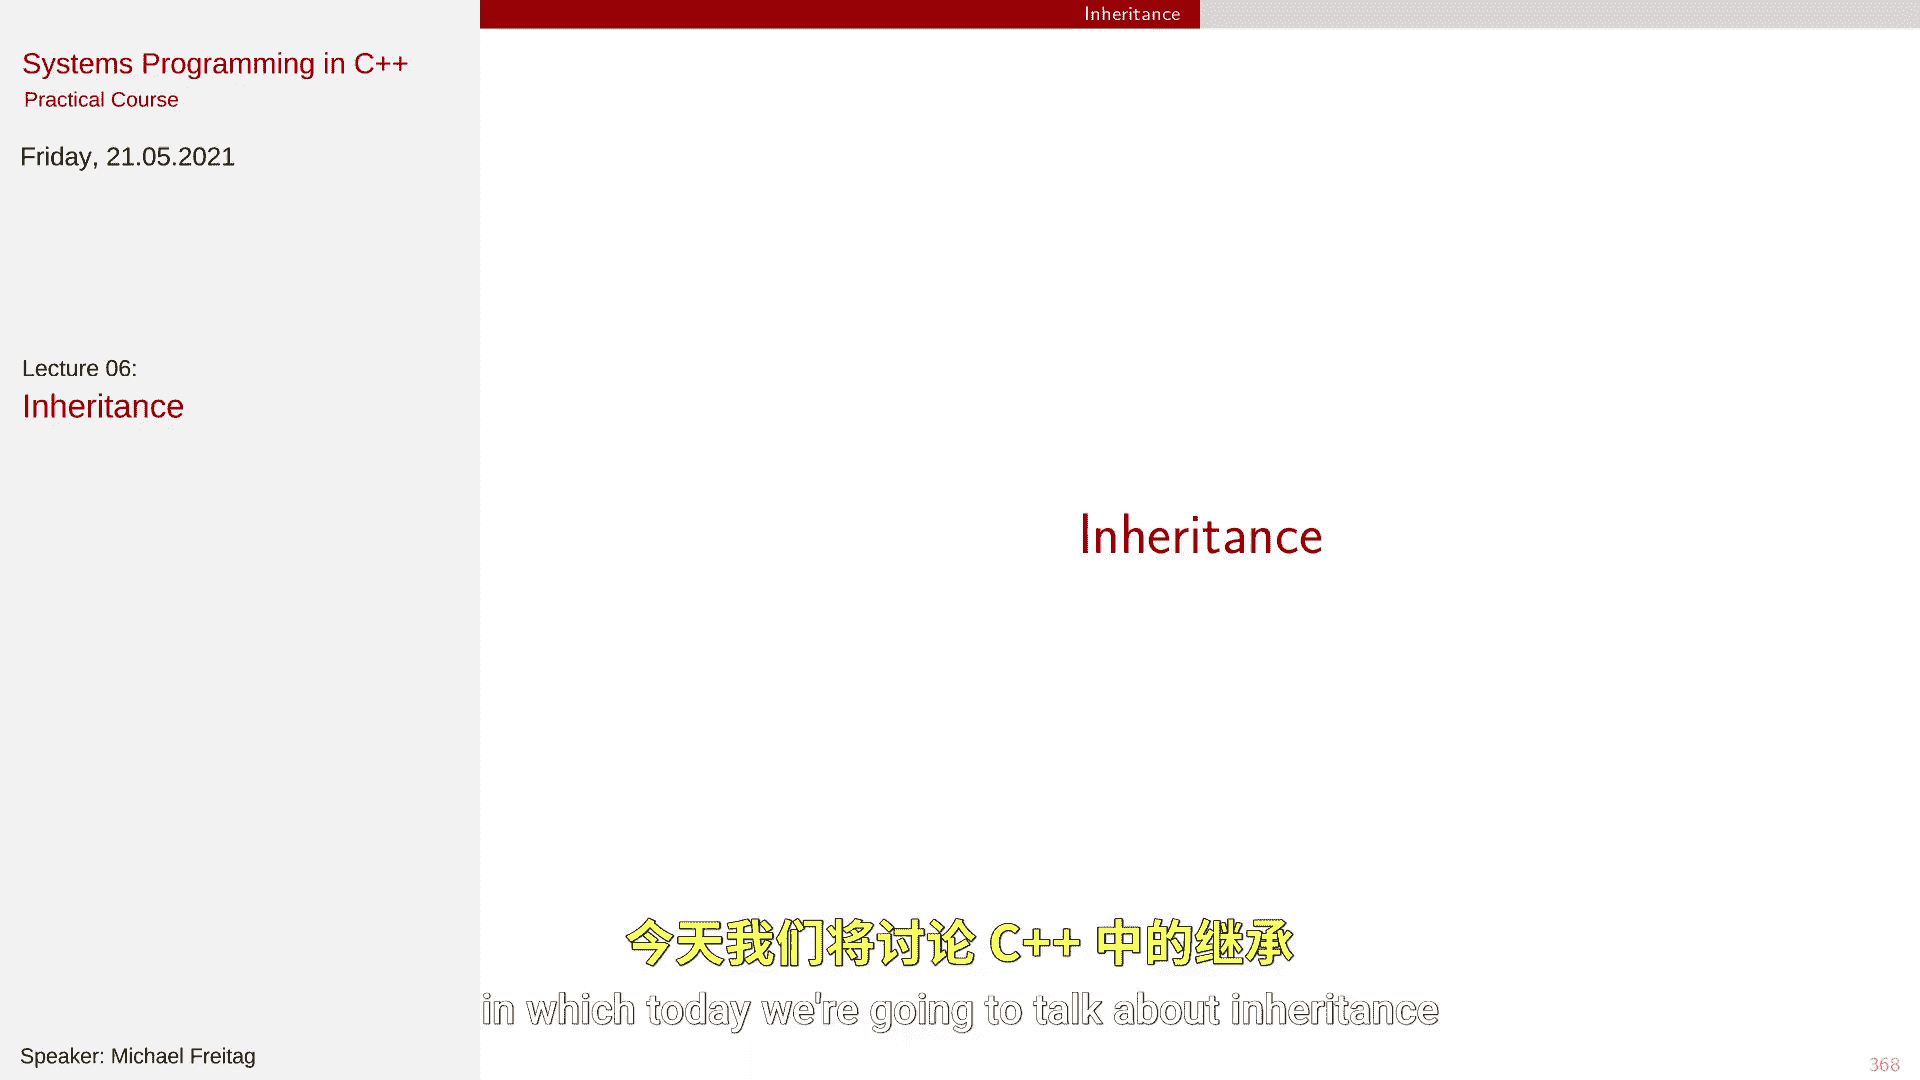 Inheritance
Systems Programming in C++
Practical Course
Friday, 21.05.2021
Lecture 06:
Inheritance
Inheritance
今天我们将讨论 C++ 中的继承
in which today we're going to talk about inheritance
Speaker: Michael Freitag
368